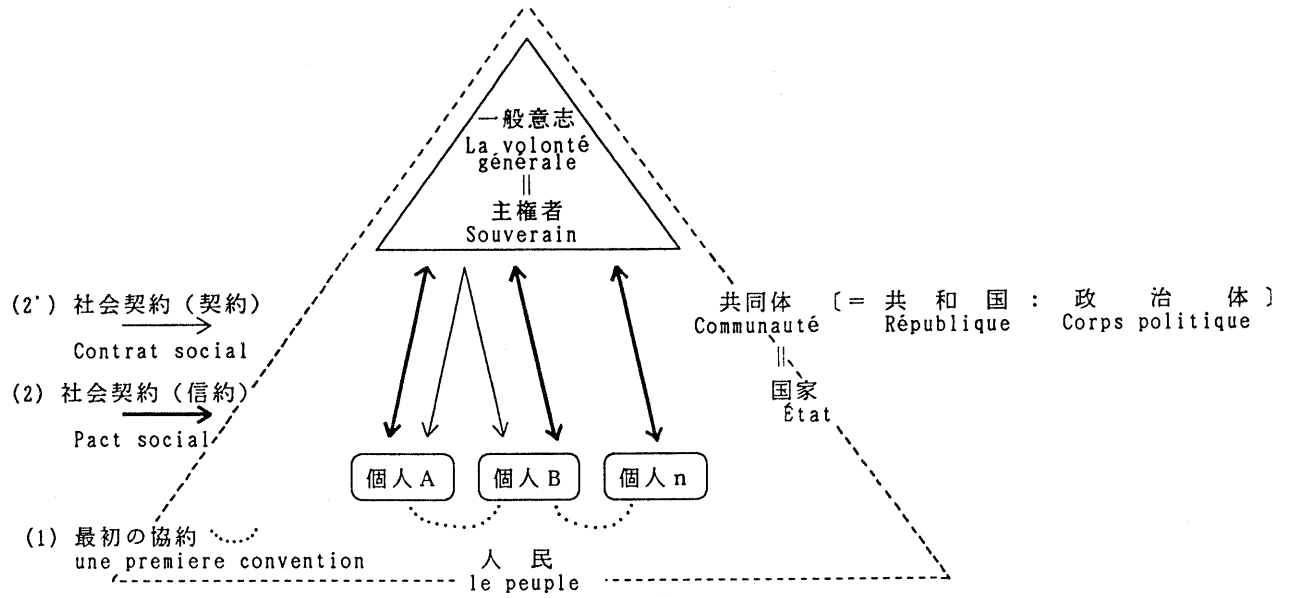 一般意志
La volonté
générale
‖
主権者
Souverain
(2') 社会契約（契約）
Contrat social
(2) 社会契約（信約）
Pact social
共同体 〔＝ 共和国：政治体〕
Communauté République Corps politique
‖
国家
État
個人A 個人B 個人n
(1) 最初の協約
une premiere convention
人民
le peuple